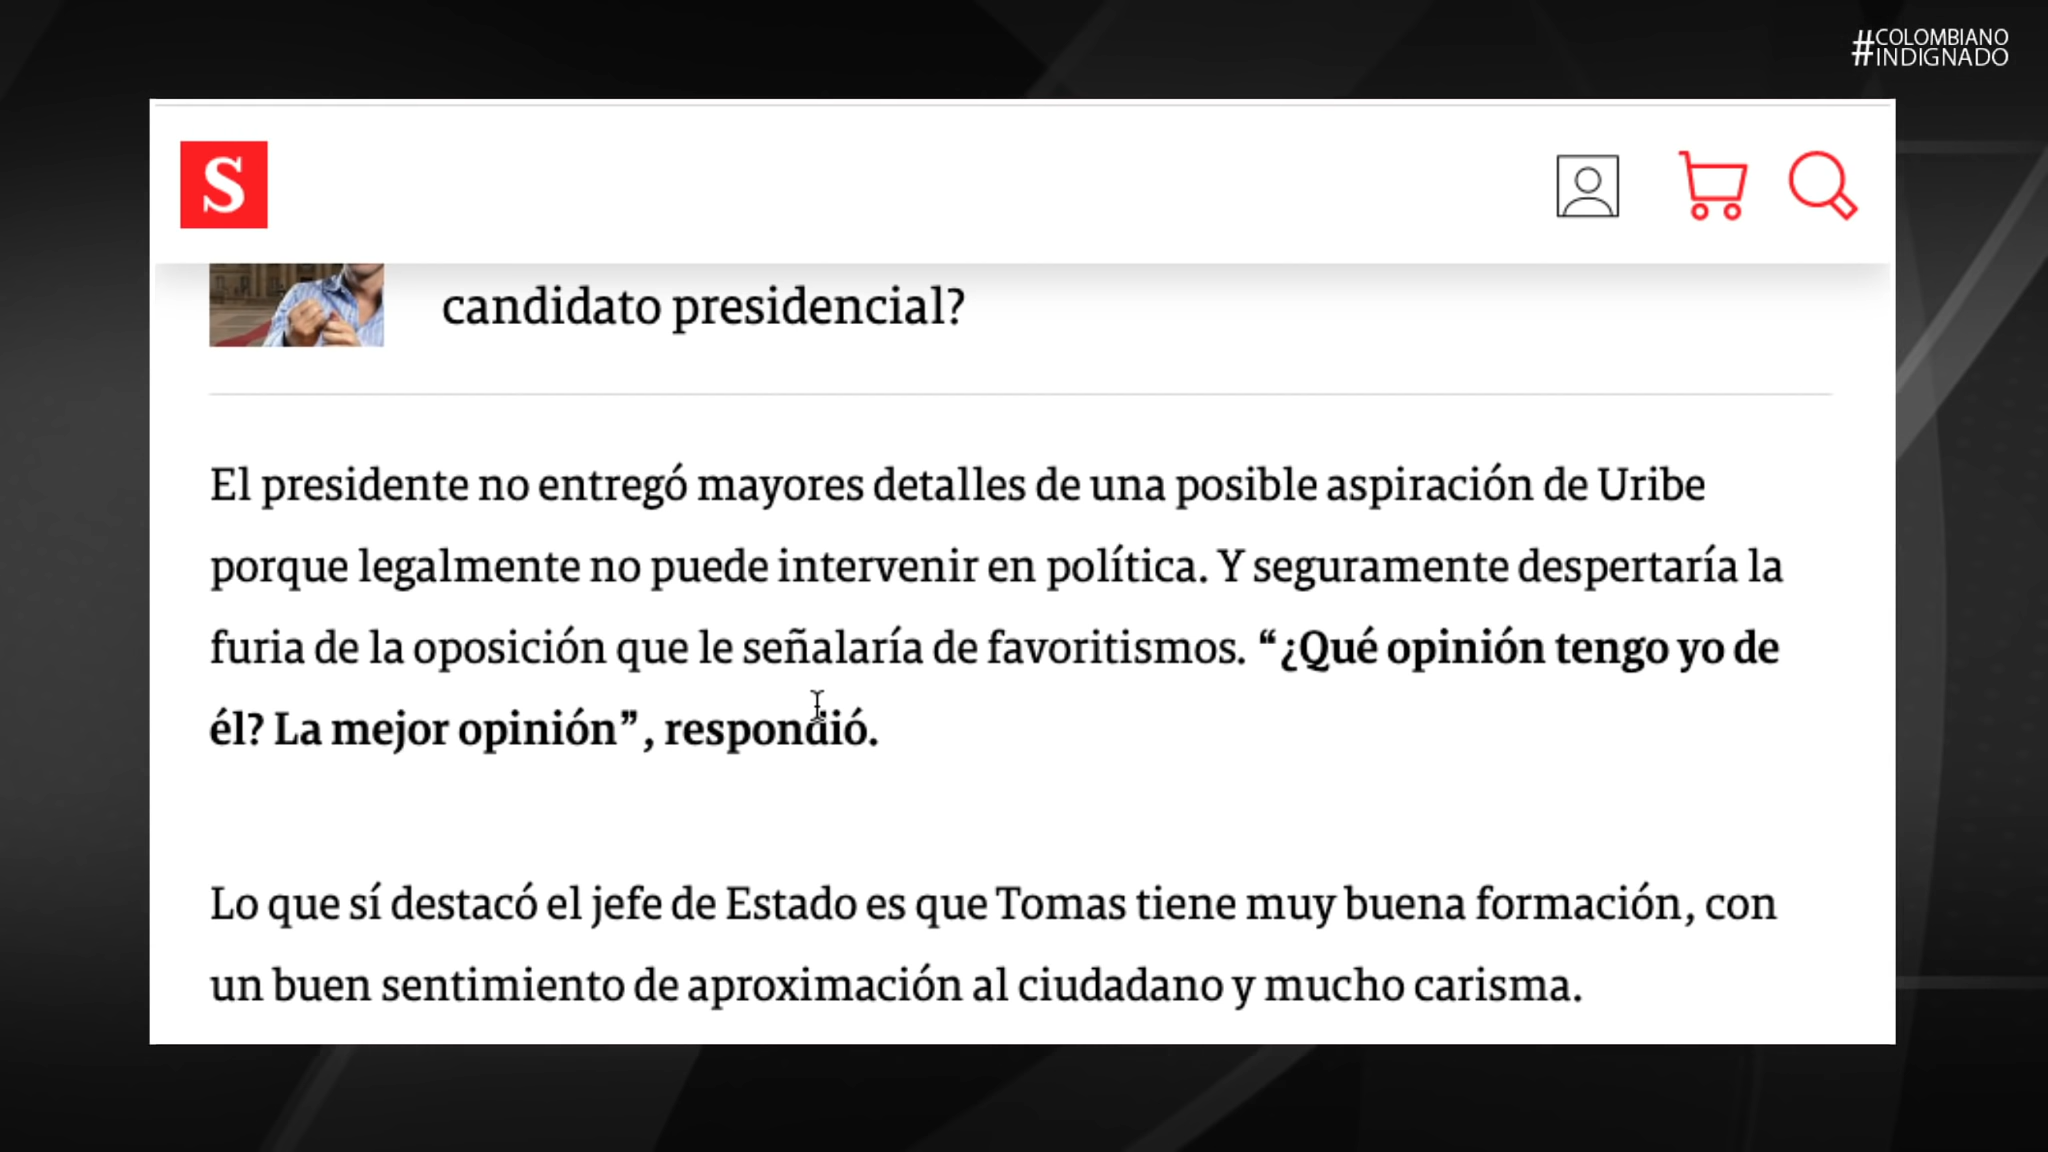 #COLOMBIANO
INDIGNADO
S
candidato presidencial?
El presidente no entregó mayores detalles de una posible aspiración de Uribe
porque legalmente no puede intervenir en política. Y seguramente despertaría la
furia de la oposición que le señalaría de favoritismos. “¿Qué opinión tengo yo de
él? La mejor opinión”, respondió.
Lo que sí destacó el jefe de Estado es que Tomas tiene muy buena formación, con
un buen sentimiento de aproximación al ciudadano y mucho carisma.